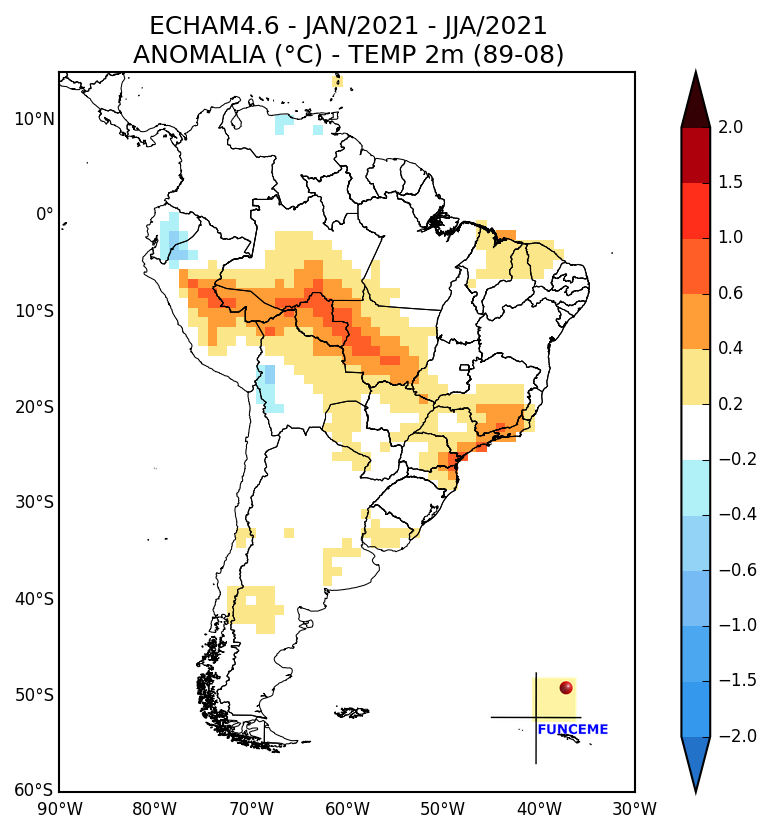 ECHAM4.6 - JAN/2021 - JJA/2021
ANOMALIA (°C) - TEMP 2m (89-08)
10°N
0°
10°S
20°S
30°S
40°S
50°S
60°S
90°W 80°W 70°W 60°W 50°W 40°W 30°W
2.0
1.5
1.0
0.6
0.4
0.2
−0.2
−0.4
−0.6
−1.0
−1.5
−2.0
FUNCEME